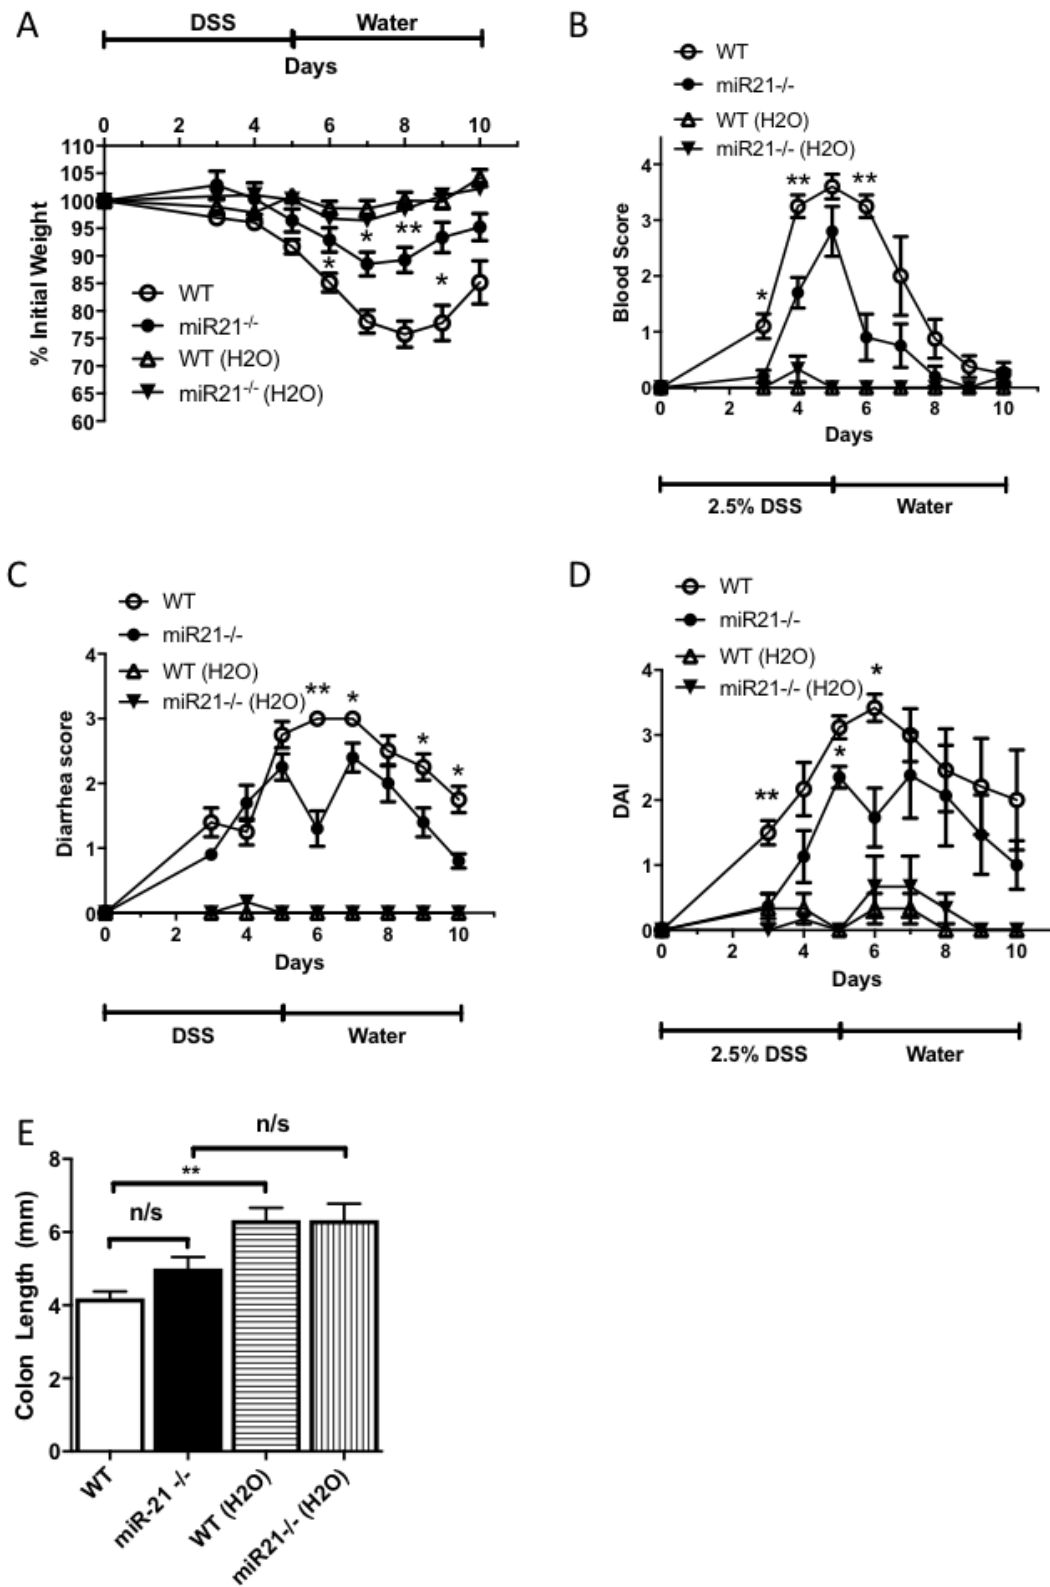 A
DSS Water
Days
0 2 4 6 8 10
110
105
100
95
90
85
80
75
70
65
60
% Initial Weight
* * ** *
WT
miR21-/-
WT (H2O)
miR21-/- (H2O)
B
WT
miR21-/-
WT (H2O)
miR21-/- (H2O)
4
3
2
1
0
Blood Score
* ** **
0 2 4 6 8 10
Days
2.5% DSS Water
C
WT
miR21-/-
WT (H2O)
miR21-/- (H2O)
4
3
2
1
0
Diarrhea score
** * * *
0 2 4 6 8 10
Days
DSS Water
D
WT
miR21-/-
WT (H2O)
miR21-/- (H2O)
4
3
2
1
0
DAI
** * *
0 2 4 6 8 10
Days
2.5% DSS Water
E
n/s
**
n/s
8
6
4
2
0
Colon Length (mm)
WT
miR-21 -/-
WT (H2O)
miR21-/- (H2O)